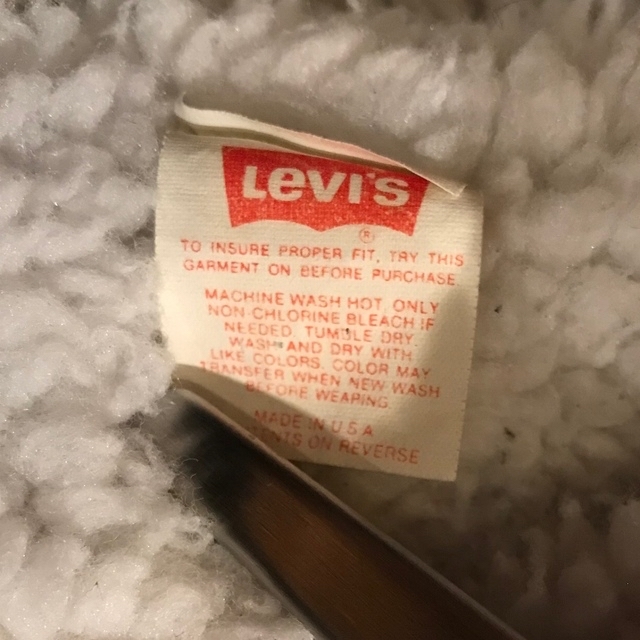 Levi's
®
TO INSURE PROPER FIT, TRY THIS
GARMENT ON BEFORE PURCHASE
MACHINE WASH HOT, ONLY
NON-CHLORINE BLEACH IF
NEEDED, TUMBLE DRY.
WASH AND DRY WITH
LIKE COLORS, COLOR MAY
TRANSFER WHEN NEW WASH
BEFORE WEARING
MADE IN U.S.A
ENTS ON REVERSE